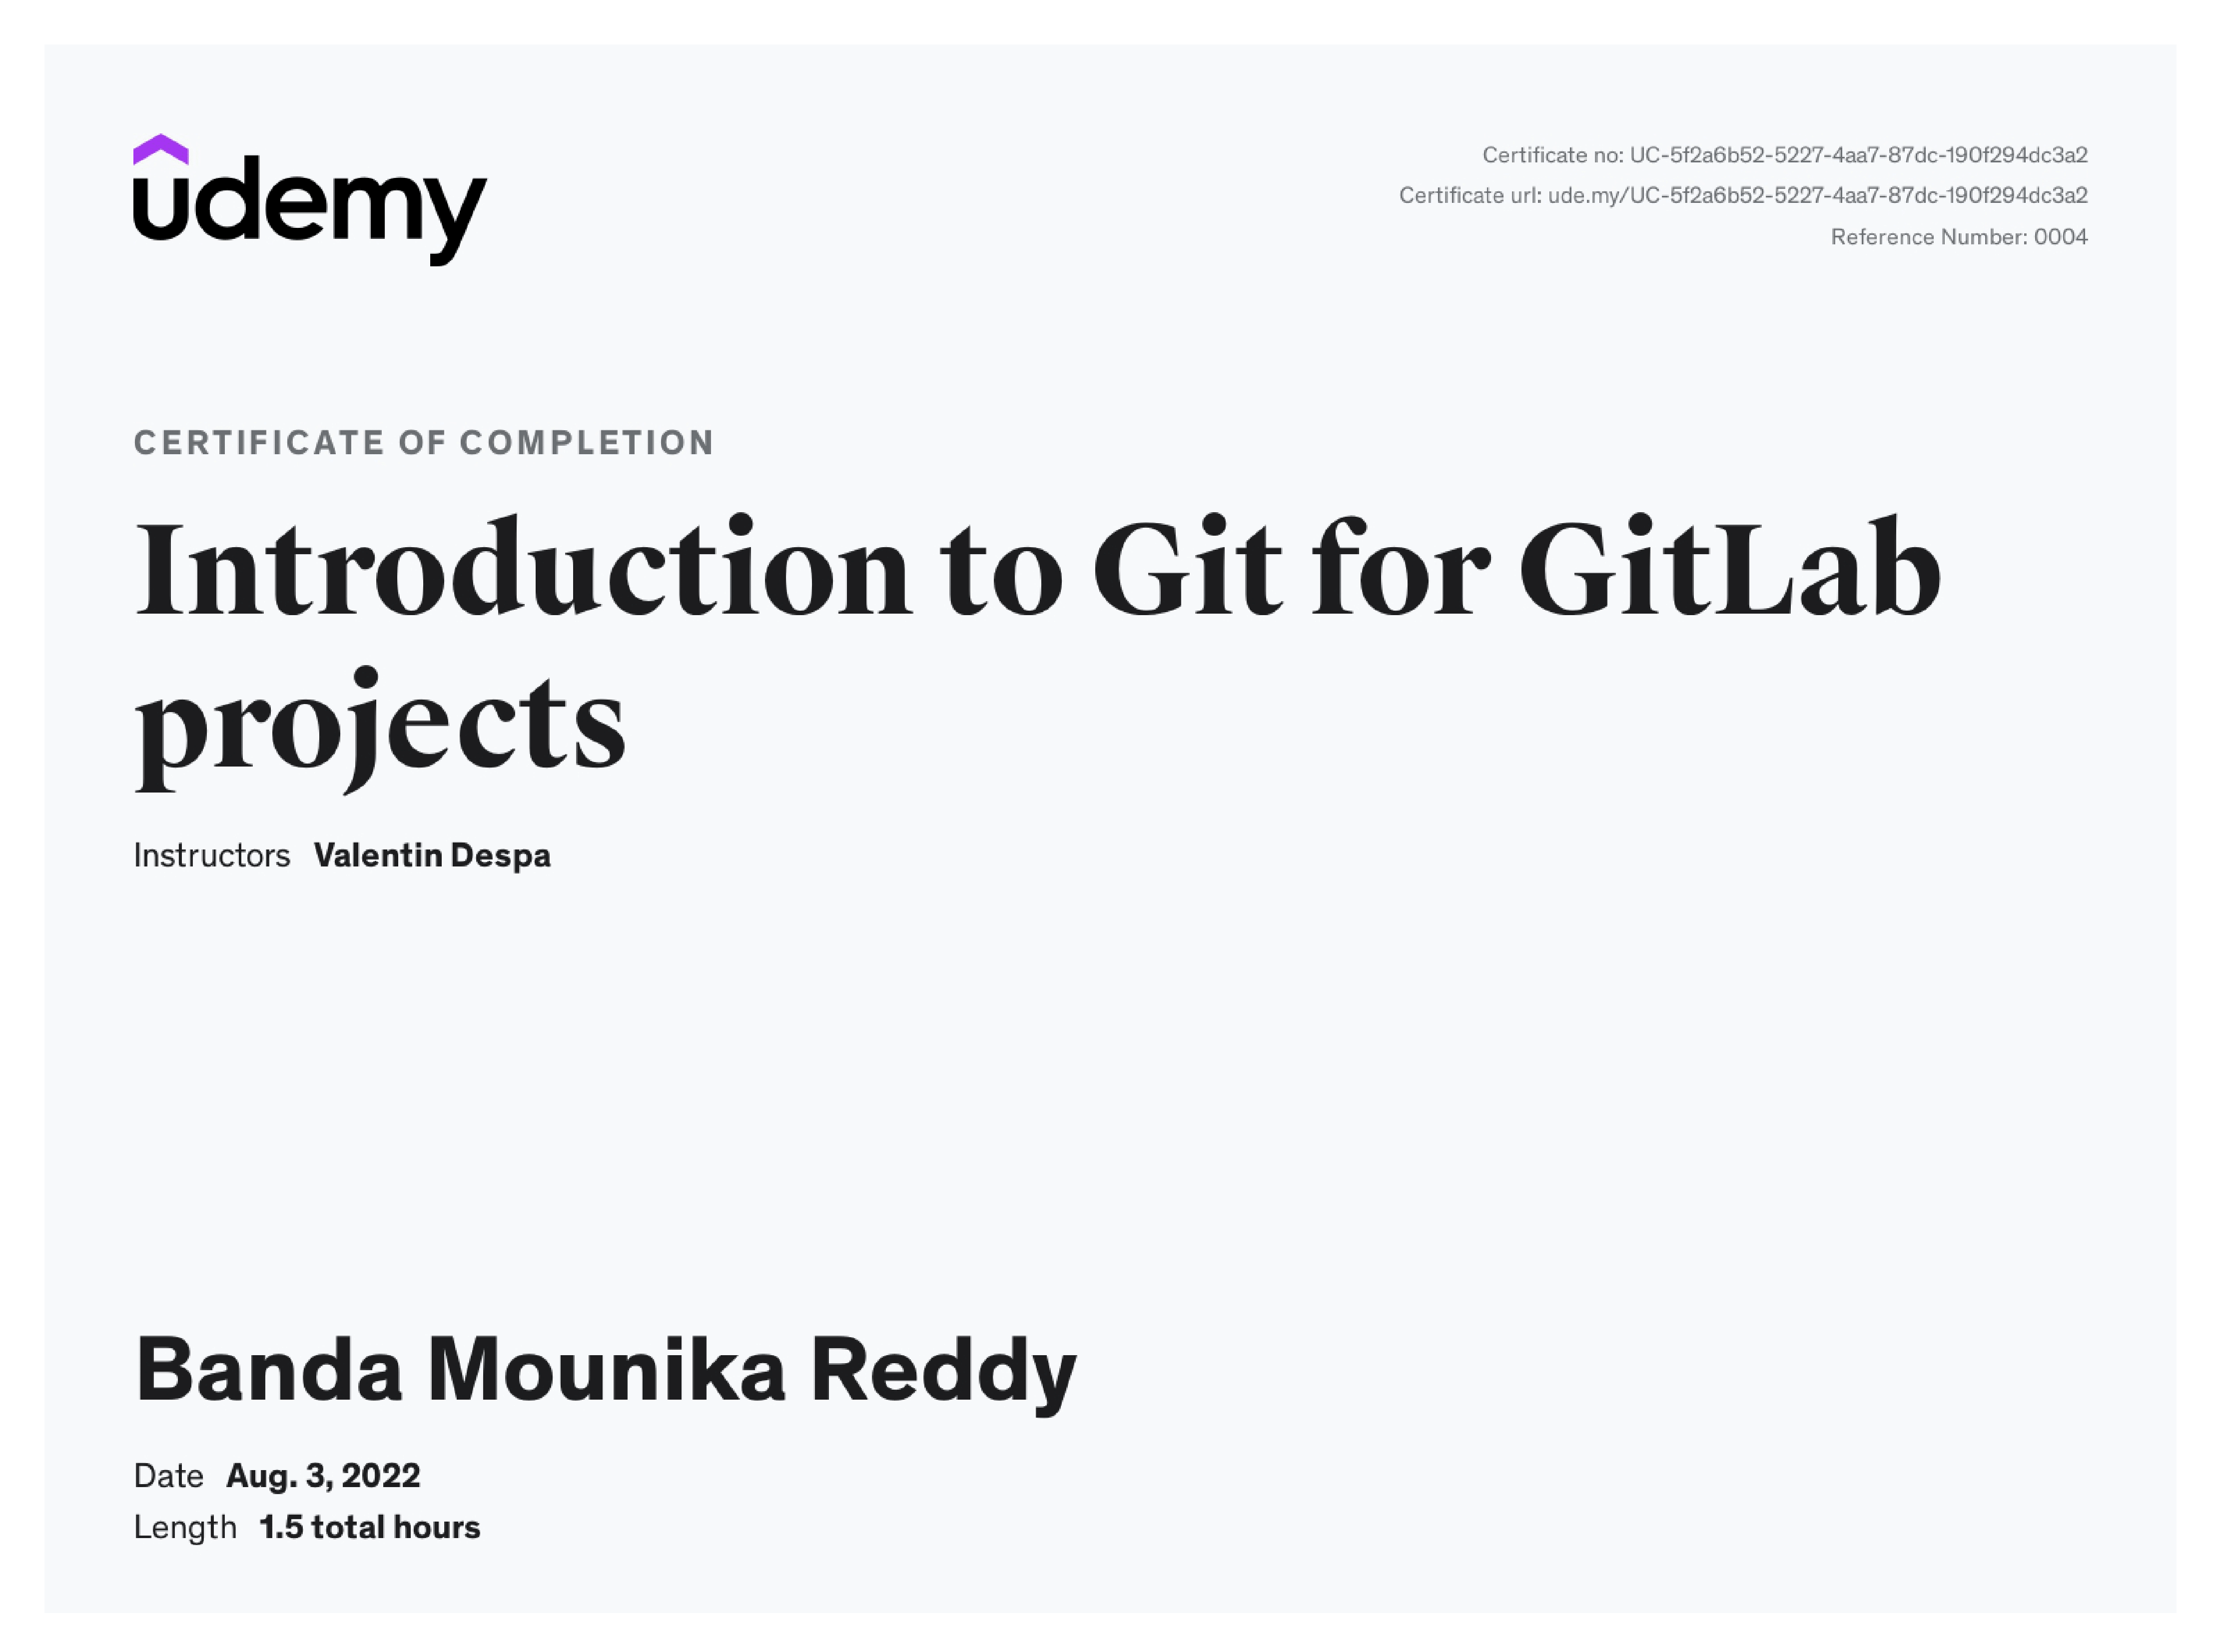 udemy
Certificate no: UC-5f2a6b52-5227-4aa7-87dc-190f294dc3a2
Certificate url: ude.my/UC-5f2a6b52-5227-4aa7-87dc-190f294dc3a2
Reference Number: 0004
CERTIFICATE OF COMPLETION
Introduction to Git for GitLab
projects
Instructors Valentin Despa
Banda Mounika Reddy
Date Aug. 3, 2022
Length 1.5 total hours